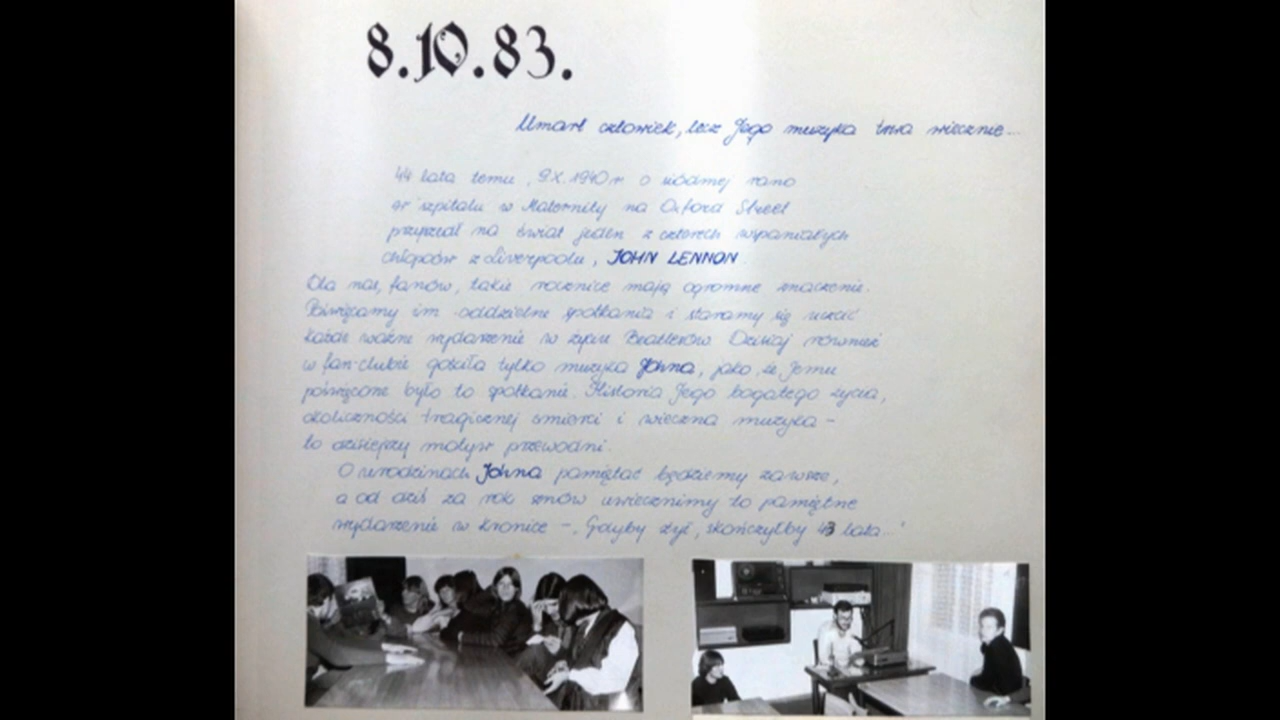 8.10.83.
Umarł człowiek, lecz Jego muzyka trwa wiecznie...
44 lata temu, 9.X.1940 r. o siódmej rano
w szpitalu w Maternity na Oxford Street
przyszedł na świat jeden z czterech wspaniałych
chłopców z Liverpoolu, JOHN LENNON.
Dla nas, fanów, takie rocznice mają ogromne znaczenie.
Poświęcamy im oddzielne spotkania i staramy się uczcić
każde ważne wydarzenie w życiu Beatlesów. Dzisiaj również
w fan-clubie gościła tylko muzyka Johna, jako, że Jemu
poświęcone było to spotkanie. Historia Jego bogatego życia,
okoliczności tragicznej śmierci i wieczna muzyka -
to dzisiejszy motyw przewodni.
O urodzinach Johna pamiętać będziemy zawsze,
a od dziś za rok znów uwiecznimy to pamiętne
wydarzenie w kronice - „Gdyby żył, skończyłby 43 lata..."